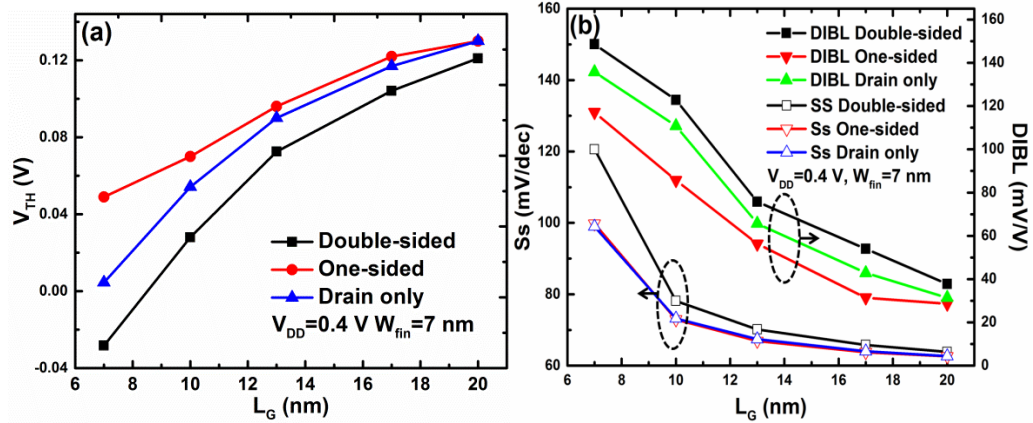 (a)
0.12
0.08
0.04
0.00
-0.04
V_TH (V)
Double-sided
One-sided
Drain only
V_DD=0.4 V W_fin=7 nm
6 8 10 12 14 16 18 20
L_G (nm)
(b)
160
140
120
100
80
60
Ss (mV/dec)
DIBL Double-sided
DIBL One-sided
DIBL Drain only
SS Double-sided
Ss One-sided
Ss Drain only
V_DD=0.4 V, W_fin=7 nm
160
140
120
100
80
60
40
20
0
DIBL (mV/V)
6 8 10 12 14 16 18 20
L_G (nm)